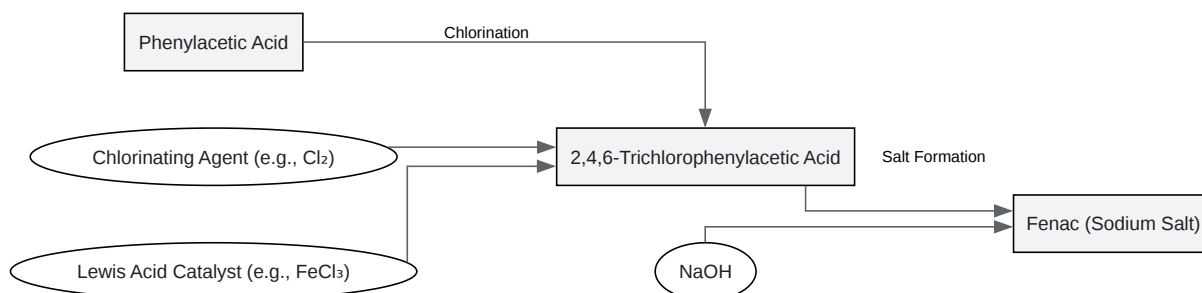 Phenylacetic Acid
Chlorination
Chlorinating Agent (e.g., Cl₂)
2,4,6-Trichlorophenylacetic Acid
Salt Formation
Fenac (Sodium Salt)
Lewis Acid Catalyst (e.g., FeCl₃)
NaOH